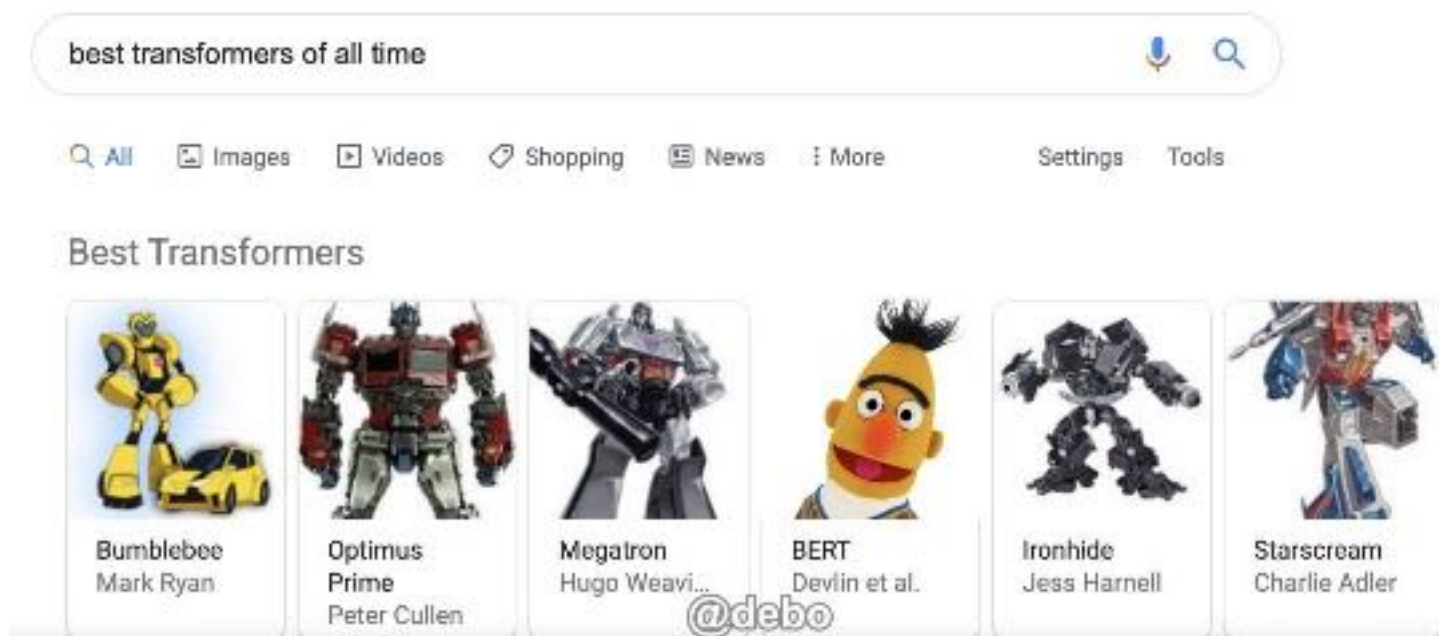 best transformers of all time
All Images Videos Shopping News More Settings Tools
Best Transformers
Bumblebee
Mark Ryan
Optimus
Prime
Peter Cullen
Megatron
Hugo Weavi...
BERT
Devlin et al.
Ironhide
Jess Harnell
Starscream
Charlie Adler
@debo